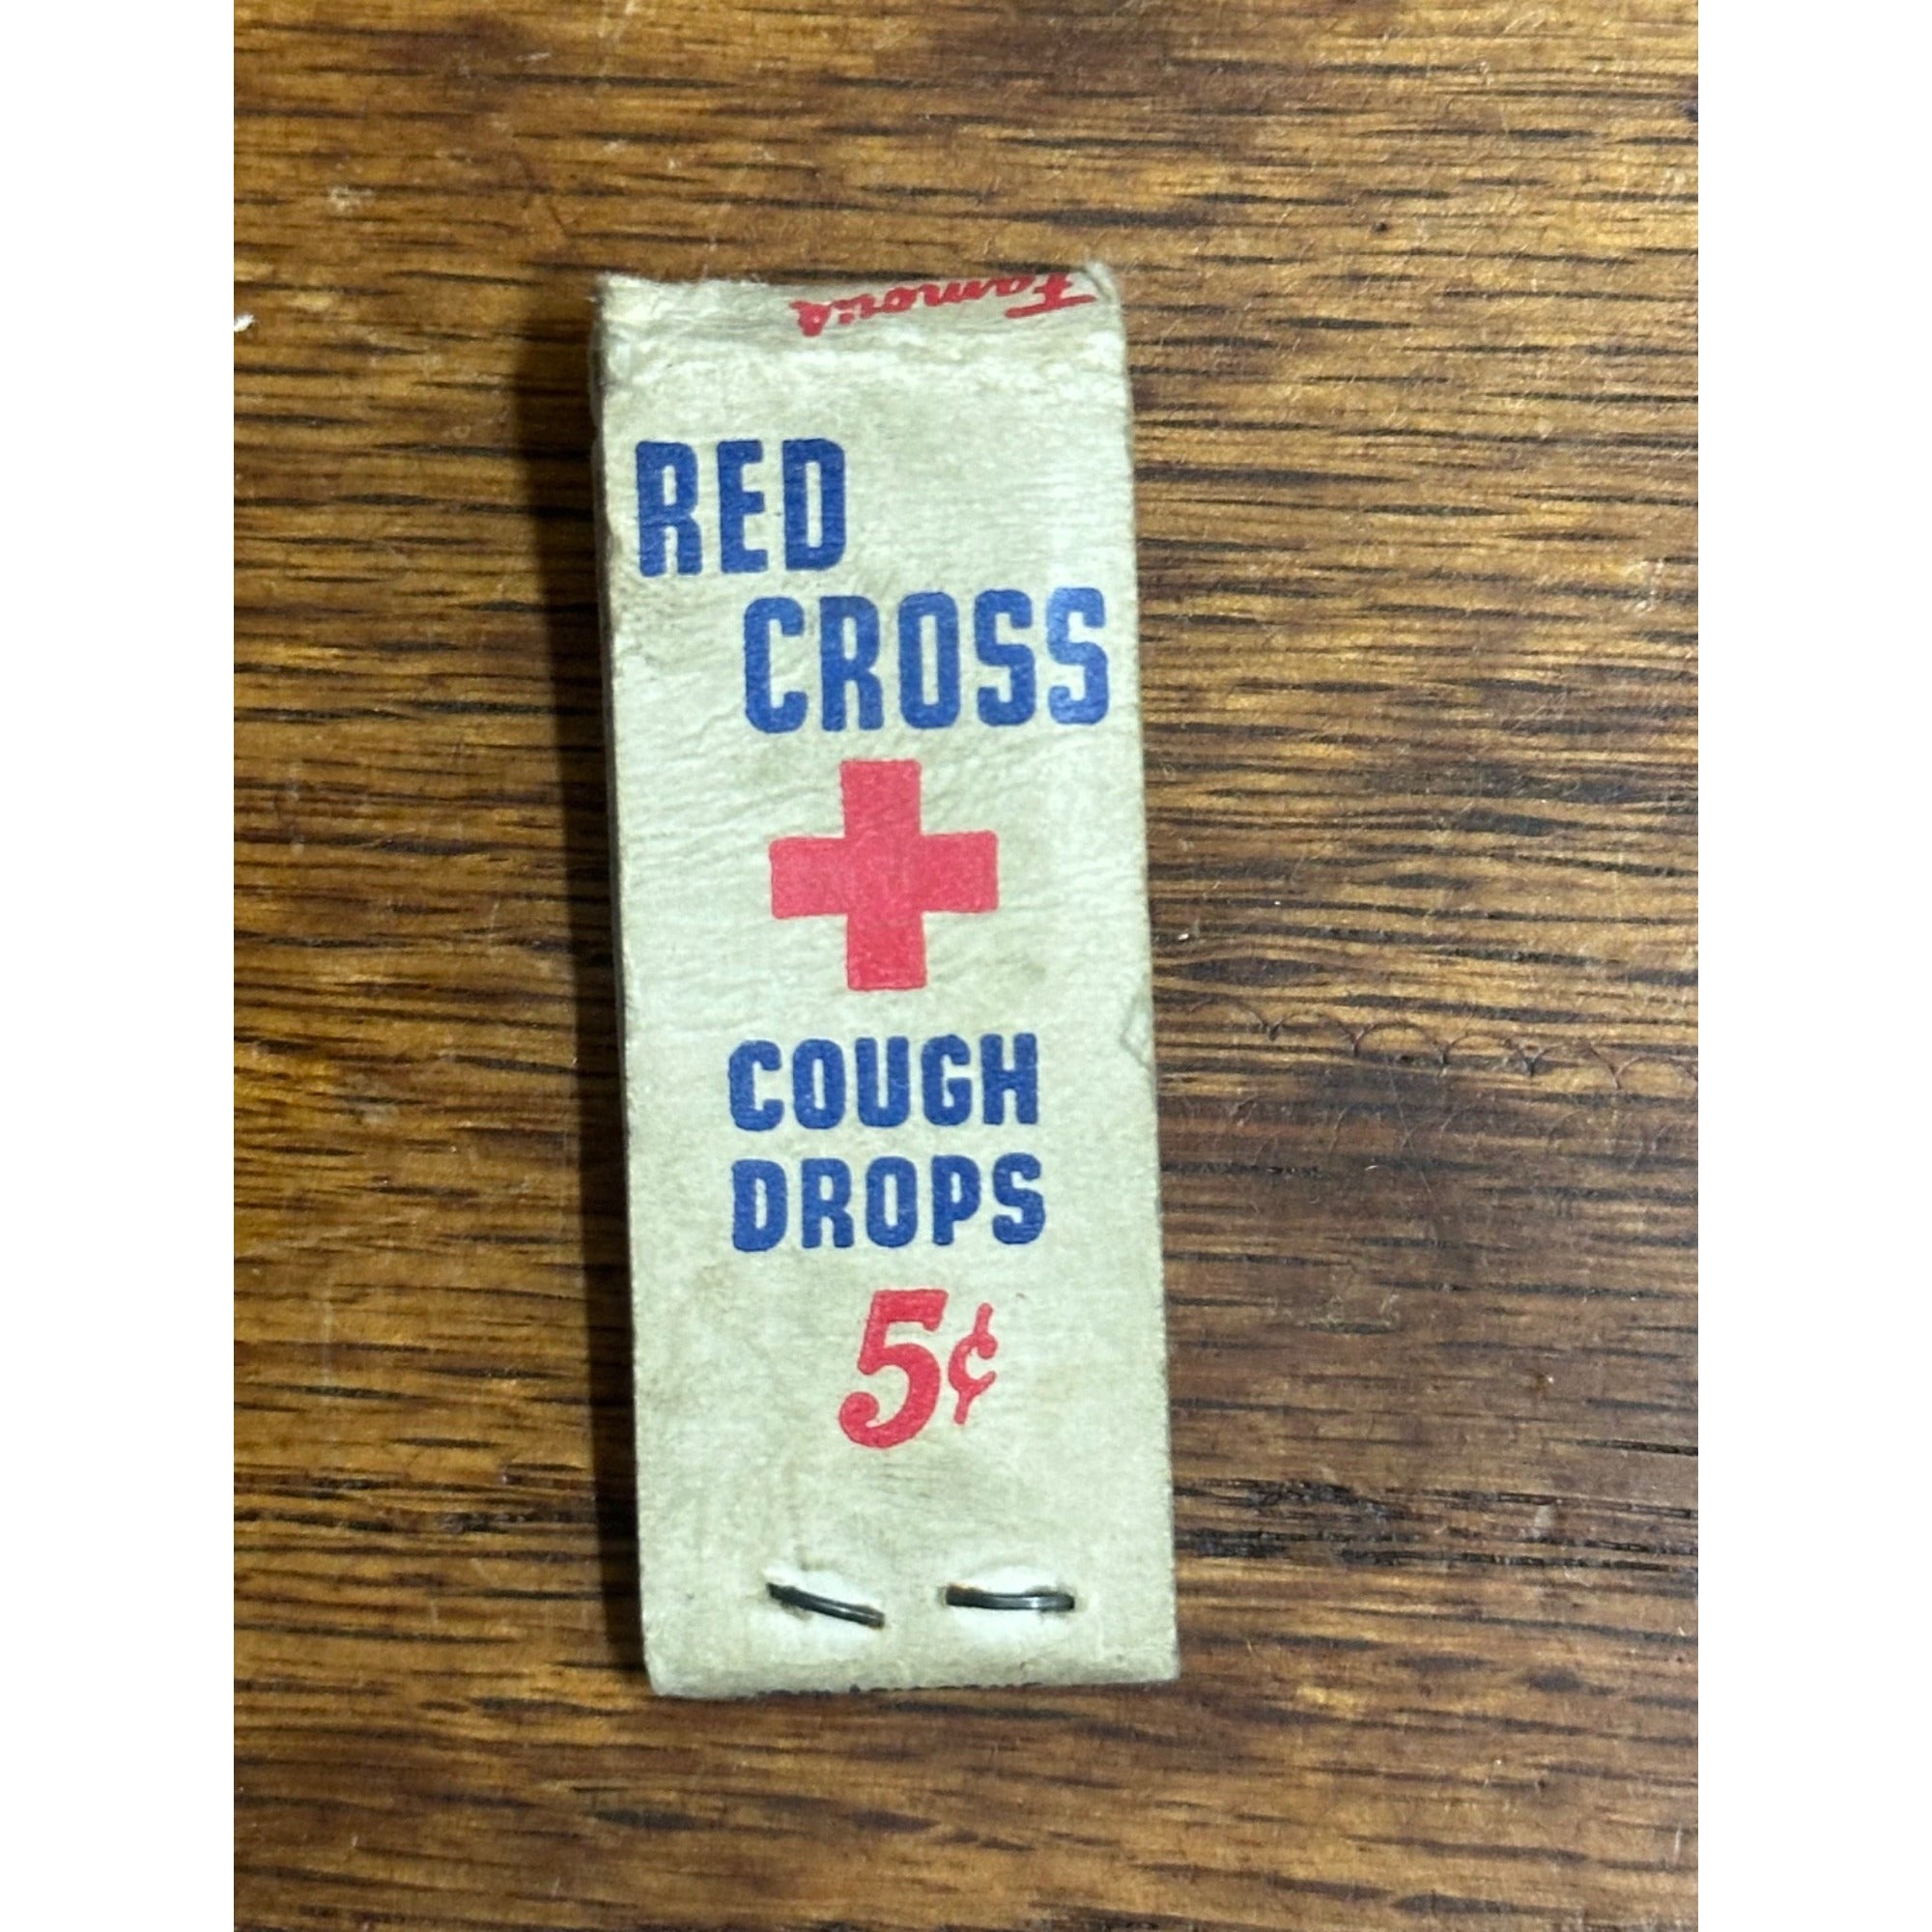 Famous
RED
CROSS
COUGH
DROPS
5¢